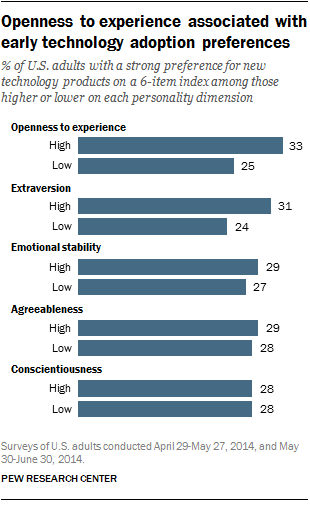 Openness to experience associated with
early technology adoption preferences
% of U.S. adults with a strong preference for new
technology products on a 6-item index among those
higher or lower on each personality dimension
Openness to experience
High 33
Low 25
Extraversion
High 31
Low 24
Emotional stability
High 29
Low 27
Agreeableness
High 29
Low 28
Conscientiousness
High 28
Low 28
Surveys of U.S. adults conducted April 29-May 27, 2014, and May
30-June 30, 2014.
PEW RESEARCH CENTER